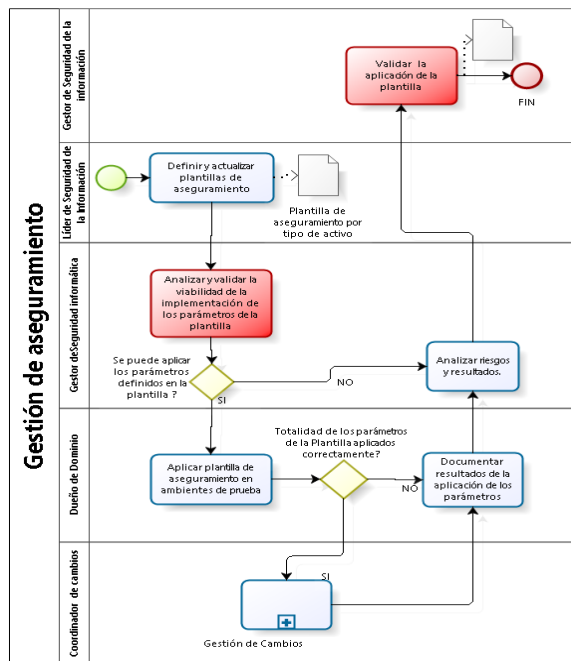 Gestión de aseguramiento
Gestor de Seguridad de la
información
Validar la
aplicación de la
plantilla
FIN
Líder de Seguridad de
la Información
Definir y actualizar
plantillas de
aseguramiento
Plantilla de
aseguramiento por
tipo de activo
Gestor deSeguridad informática
Analizar y validar la
viabilidad de la
implementación de
los parámetros de la
plantilla
Se puede aplicar
los parámetros
definidos en la
plantilla ?
NO
SI
Analizar riesgos
y resultados.
Dueño de Dominio
Aplicar plantilla de
aseguramiento en
ambientes de prueba
Totalidad de los parámetros
de la Plantilla aplicados
correctamente?
NO
Documentar
resultados de la
aplicación de los
parámetros
Coordinador de cambios
SI
Gestión de Cambios